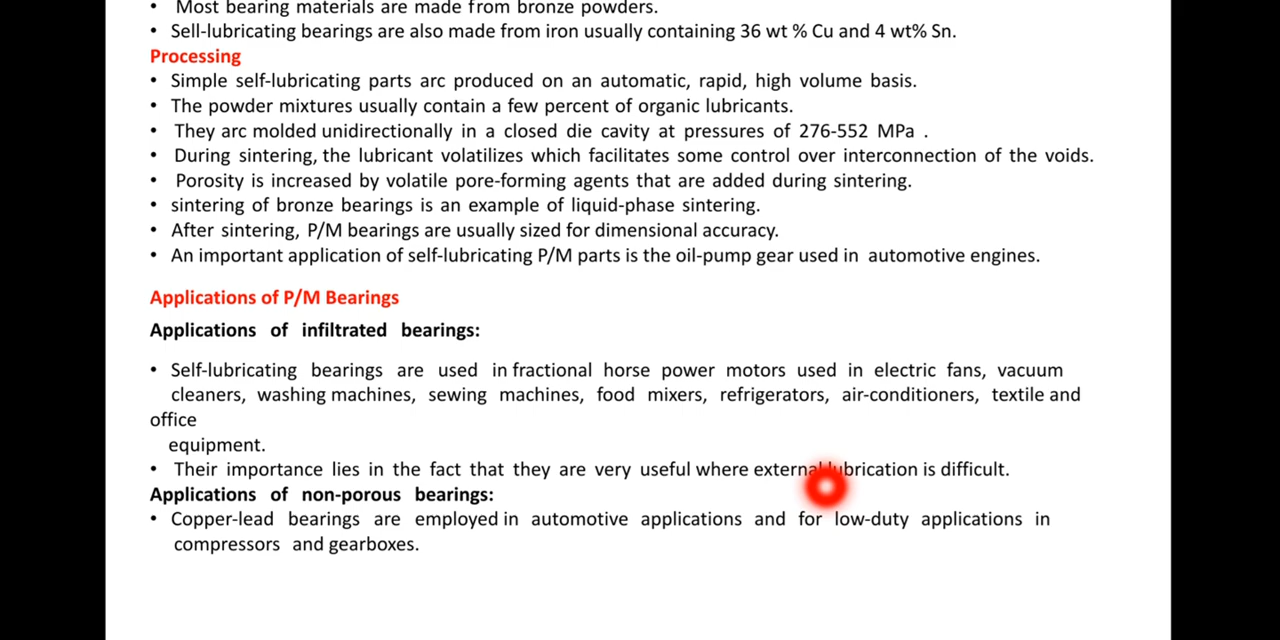 • Most bearing materials are made from bronze powders.
• Sell-lubricating bearings are also made from iron usually containing 36 wt % Cu and 4 wt% Sn.
Processing
• Simple self-lubricating parts arc produced on an automatic, rapid, high volume basis.
• The powder mixtures usually contain a few percent of organic lubricants.
• They arc molded unidirectionally in a closed die cavity at pressures of 276-552 MPa .
• During sintering, the lubricant volatilizes which facilitates some control over interconnection of the voids.
• Porosity is increased by volatile pore-forming agents that are added during sintering.
• sintering of bronze bearings is an example of liquid-phase sintering.
• After sintering, P/M bearings are usually sized for dimensional accuracy.
• An important application of self-lubricating P/M parts is the oil-pump gear used in automotive engines.
Applications of P/M Bearings
Applications of infiltrated bearings:
• Self-lubricating bearings are used in fractional horse power motors used in electric fans, vacuum
cleaners, washing machines, sewing machines, food mixers, refrigerators, air-conditioners, textile and
office
equipment.
• Their importance lies in the fact that they are very useful where external lubrication is difficult.
Applications of non-porous bearings:
• Copper-lead bearings are employed in automotive applications and for low-duty applications in
compressors and gearboxes.